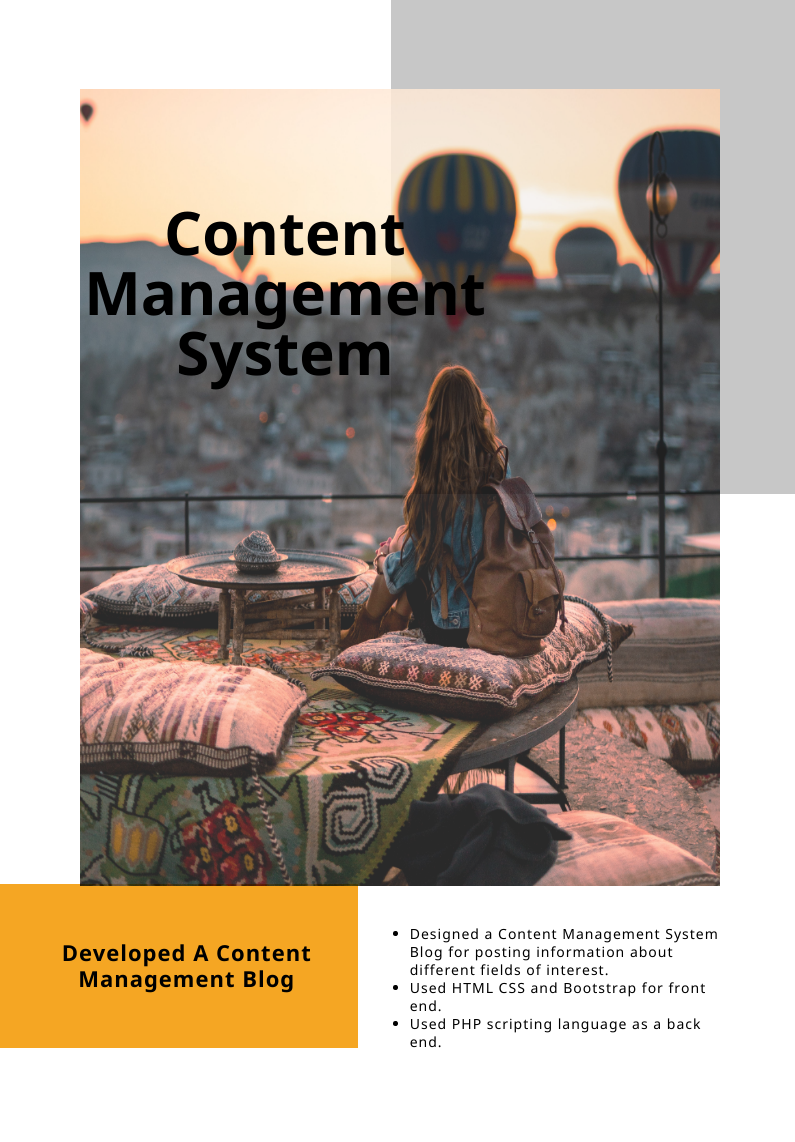 Content
Management
System
Developed A Content
Management Blog
Designed a Content Management System
Blog for posting information about
different fields of interest.
Used HTML CSS and Bootstrap for front
end.
Used PHP scripting language as a back
end.